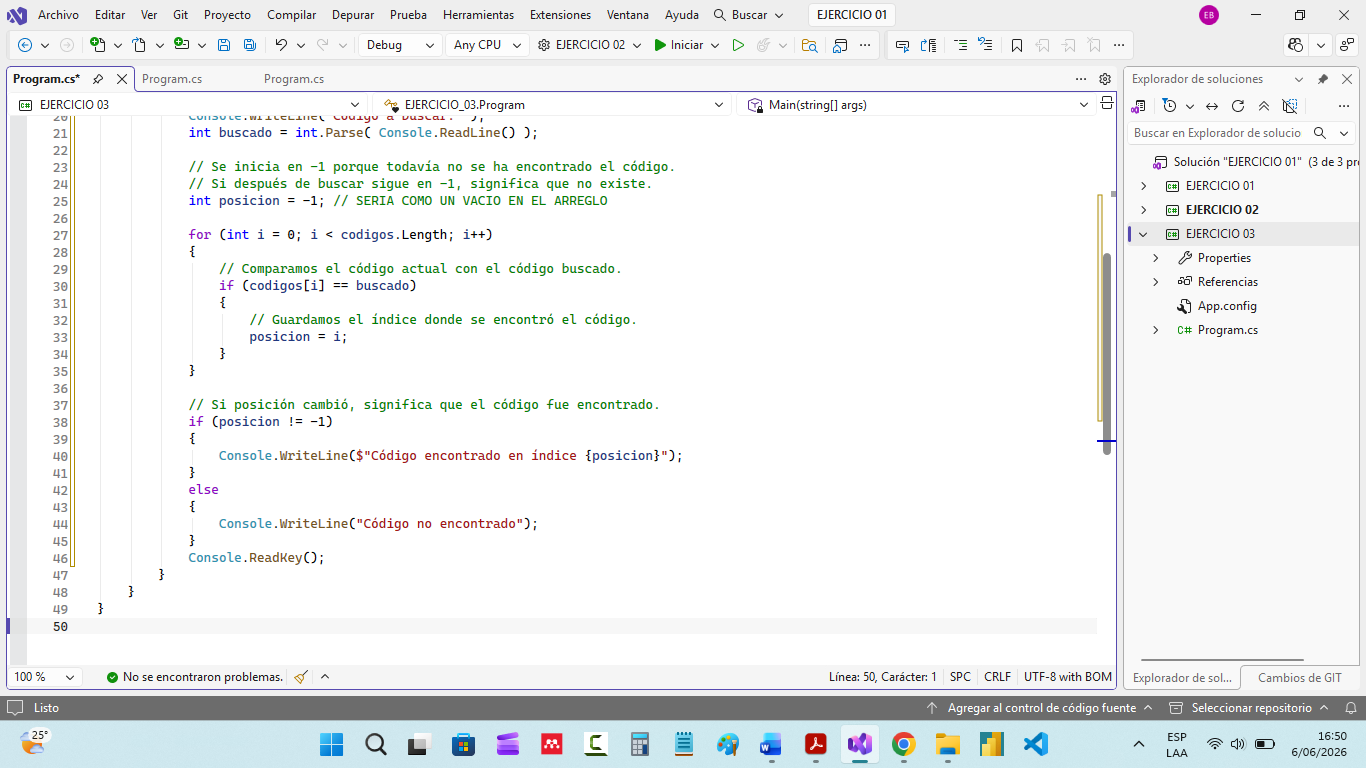 Archivo Editar Ver Git Proyecto Compilar Depurar Prueba Herramientas Extensiones Ventana Ayuda Buscar EJERCICIO 01 EB
Debug Any CPU EJERCICIO 02 Iniciar
Program.cs* Program.cs Program.cs
EJERCICIO 03 EJERCICIO_03.Program Main(string[] args)
20 Console.WriteLine("Código a buscar: ");
21 int buscado = int.Parse( Console.ReadLine() );
22
23 // Se inicia en -1 porque todavía no se ha encontrado el código.
24 // Si después de buscar sigue en -1, significa que no existe.
25 int posicion = -1; // SERIA COMO UN VACIO EN EL ARREGLO
26
27 for (int i = 0; i < codigos.Length; i++)
28 {
29 // Comparamos el código actual con el código buscado.
30 if (codigos[i] == buscado)
31 {
32 // Guardamos el índice donde se encontró el código.
33 posicion = i;
34 }
35 }
36
37 // Si posición cambió, significa que el código fue encontrado.
38 if (posicion != -1)
39 {
40 Console.WriteLine($"Código encontrado en índice {posicion}");
41 }
42 else
43 {
44 Console.WriteLine("Código no encontrado");
45 }
46 Console.ReadKey();
47 }
48 }
49 }
50
100 % No se encontraron problemas. Línea: 50, Carácter: 1 SPC CRLF UTF-8 with BOM
Explorador de soluciones
Buscar en Explorador de solucio
Solución "EJERCICIO 01" (3 de 3 pr
EJERCICIO 01
EJERCICIO 02
EJERCICIO 03
Properties
Referencias
App.config
C# Program.cs
Explorador de sol... Cambios de GIT
Listo Agregar al control de código fuente Seleccionar repositorio
25° ESP 16:50
LAA 6/06/2026